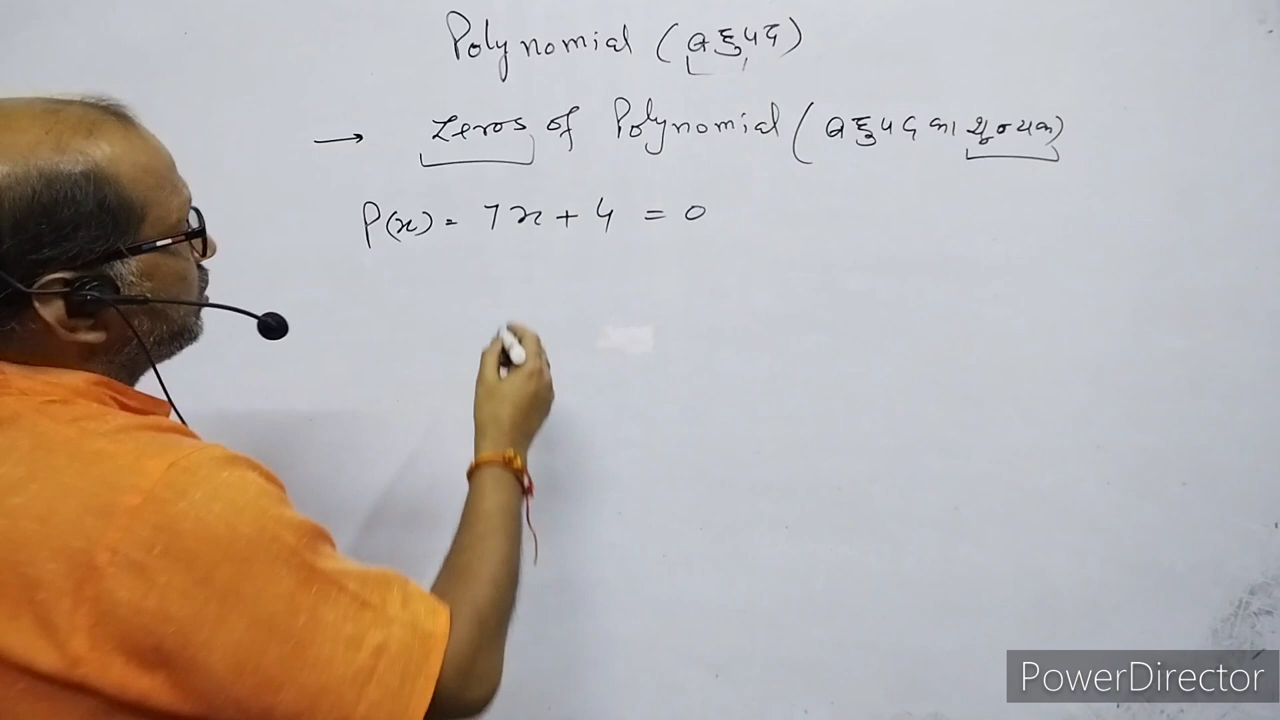 Polynomial (बहुपद)
→ Zeros of Polynomial (बहुपद का शून्यक)
P(x) = 7x + 4 = 0
PowerDirector